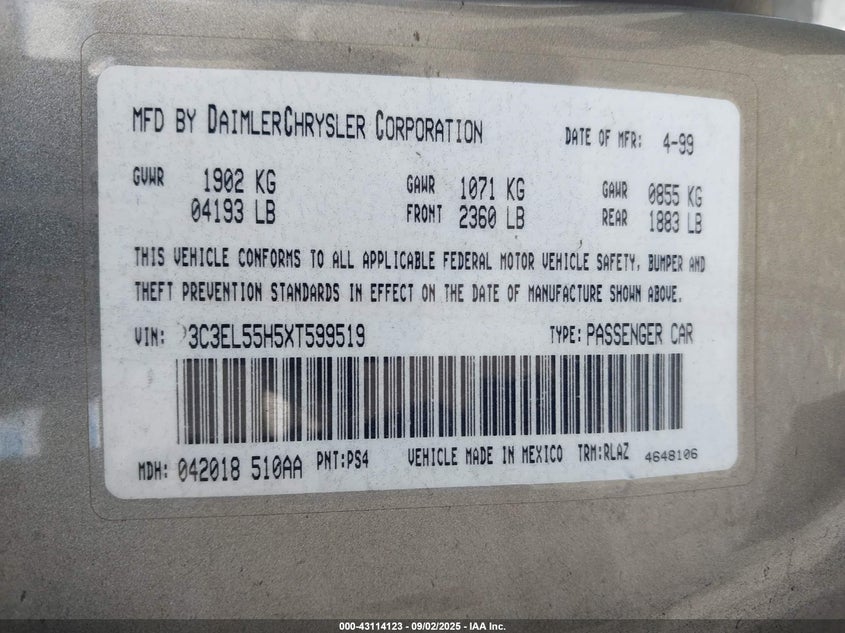 MFD BY DAIMLERCHRYSLER CORPORATION DATE OF MFR: 4-99
GVWR 1902 KG GAWR 1071 KG GAWR 0855 KG
04193 LB FRONT 2360 LB REAR 1883 LB
THIS VEHICLE CONFORMS TO ALL APPLICABLE FEDERAL MOTOR VEHICLE SAFETY, BUMPER AND
THEFT PREVENTION STANDARDS IN EFFECT ON THE DATE OF MANUFACTURE SHOWN ABOVE.
VIN: 3C3EL55H5XT599519 TYPE: PASSENGER CAR
MDH: 042018 510AA PNT:PS4 VEHICLE MADE IN MEXICO TRM:RLAZ 4648106
000-43114123 - 09/02/2025 - IAA Inc.